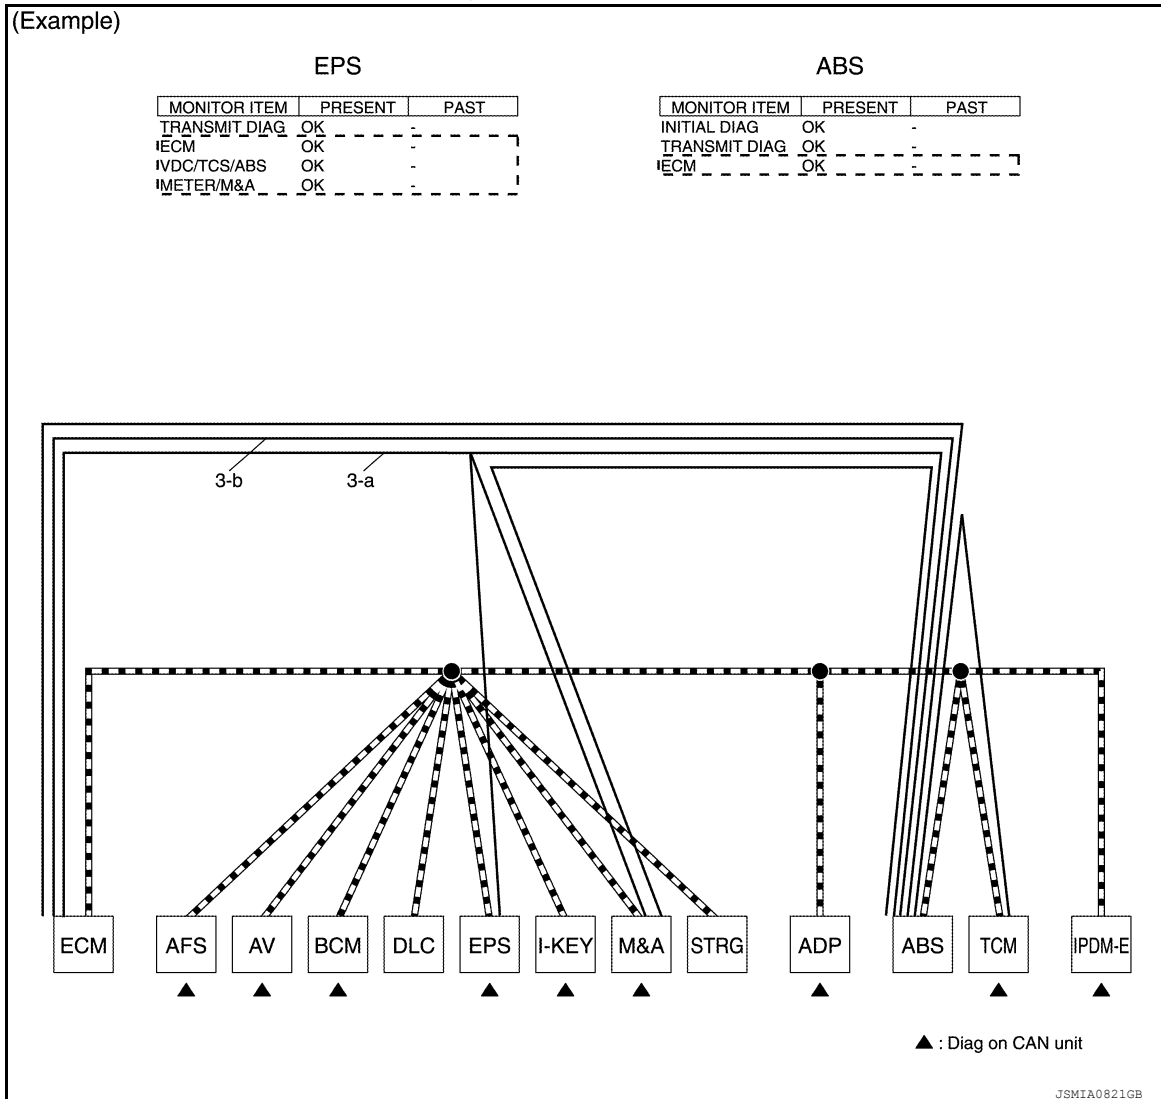 (Example)
EPS
MONITOR ITEM PRESENT PAST
TRANSMIT DIAG OK -
ECM OK -
VDC/TCS/ABS OK -
METER/M&A OK -
ABS
MONITOR ITEM PRESENT PAST
INITIAL DIAG OK -
TRANSMIT DIAG OK -
ECM OK -
3-b 3-a
ECM AFS AV BCM DLC EPS I-KEY M&A STRG ADP ABS TCM IPDM-E
▲ : Diag on CAN unit
JSMIA0821GB